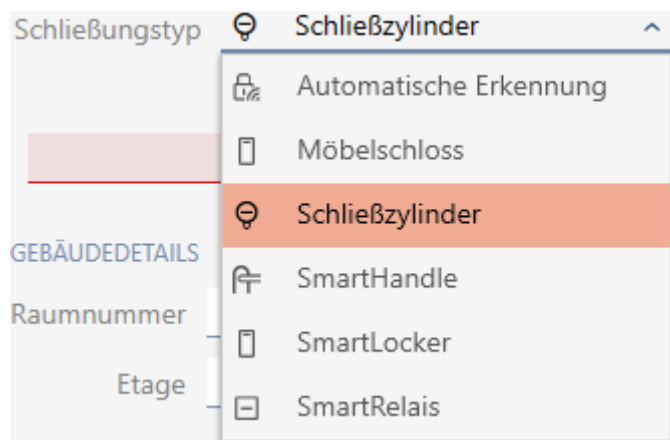 Schließungstyp Schließzylinder
Automatische Erkennung
Möbelschloss
Schließzylinder
GEBÄUDEDETAILS
SmartHandle
Raumnummer
SmartLocker
Etage
SmartRelais